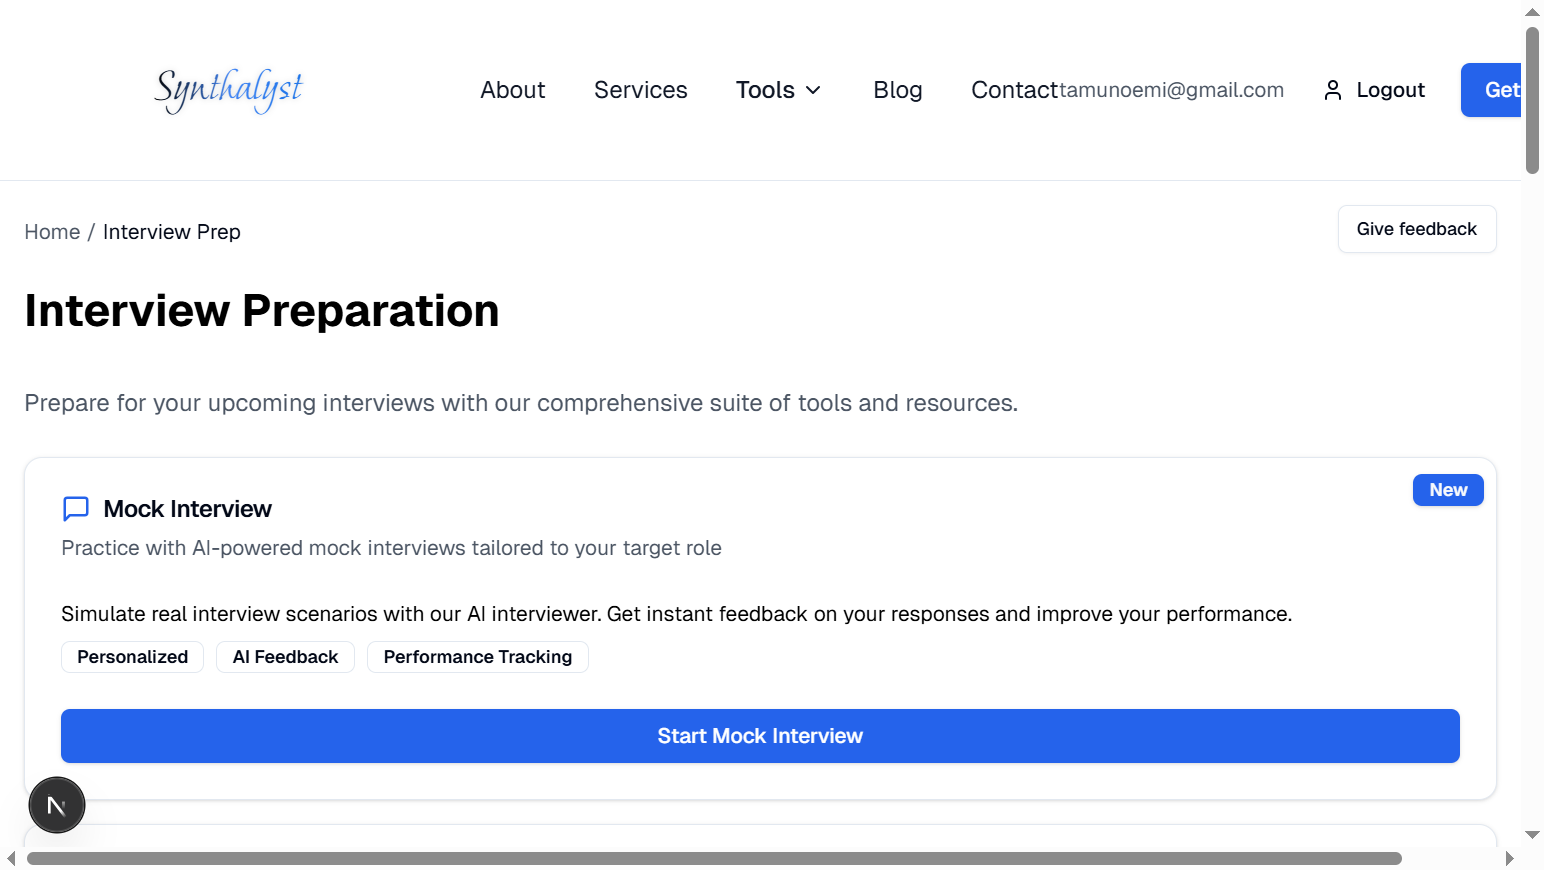 Synthalyst
About Services Tools Blog Contact tamunoemi@gmail.com Logout Get
Home / Interview Prep
Give feedback
Interview Preparation
Prepare for your upcoming interviews with our comprehensive suite of tools and resources.
New
Mock Interview
Practice with AI-powered mock interviews tailored to your target role
Simulate real interview scenarios with our AI interviewer. Get instant feedback on your responses and improve your performance.
Personalized AI Feedback Performance Tracking
Start Mock Interview
N